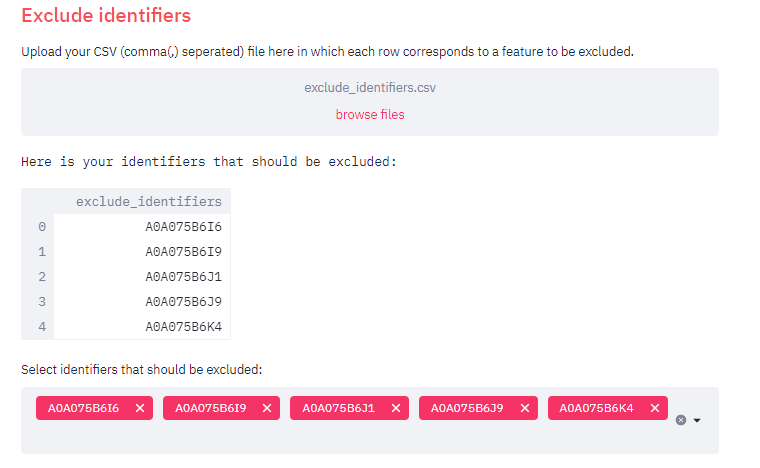 Exclude identifiers
Upload your CSV (comma(,) seperated) file here in which each row corresponds to a feature to be excluded.
exclude_identifiers.csv
browse files
Here is your identifiers that should be excluded:
exclude_identifiers
0 A0A075B6I6
1 A0A075B6I9
2 A0A075B6J1
3 A0A075B6J9
4 A0A075B6K4
Select identifiers that should be excluded:
A0A075B6I6 × A0A075B6I9 × A0A075B6J1 × A0A075B6J9 × A0A075B6K4 ×